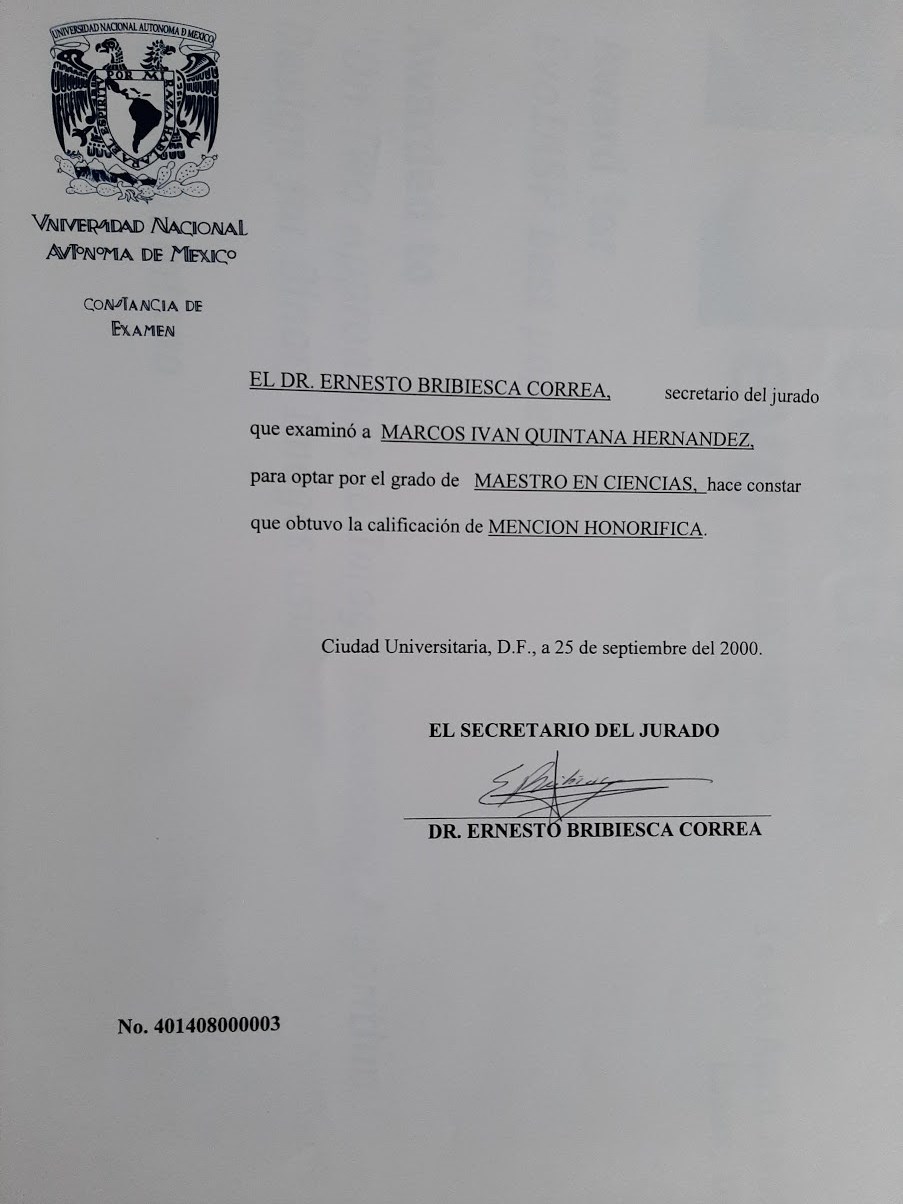 UNIVERSIDAD NACIONAL AUTONOMA D MEXICO
POR MI RAZA HABLARA EL ESPIRITU
VNIVERSIDAD NACIONAL
AVTONOMA DE MEXICO
CONSTANCIA DE
EXAMEN
EL DR. ERNESTO BRIBIESCA CORREA, secretario del jurado
que examinó a MARCOS IVAN QUINTANA HERNANDEZ,
para optar por el grado de MAESTRO EN CIENCIAS, hace constar
que obtuvo la calificación de MENCION HONORIFICA.
Ciudad Universitaria, D.F., a 25 de septiembre del 2000.
EL SECRETARIO DEL JURADO
DR. ERNESTO BRIBIESCA CORREA
No. 401408000003